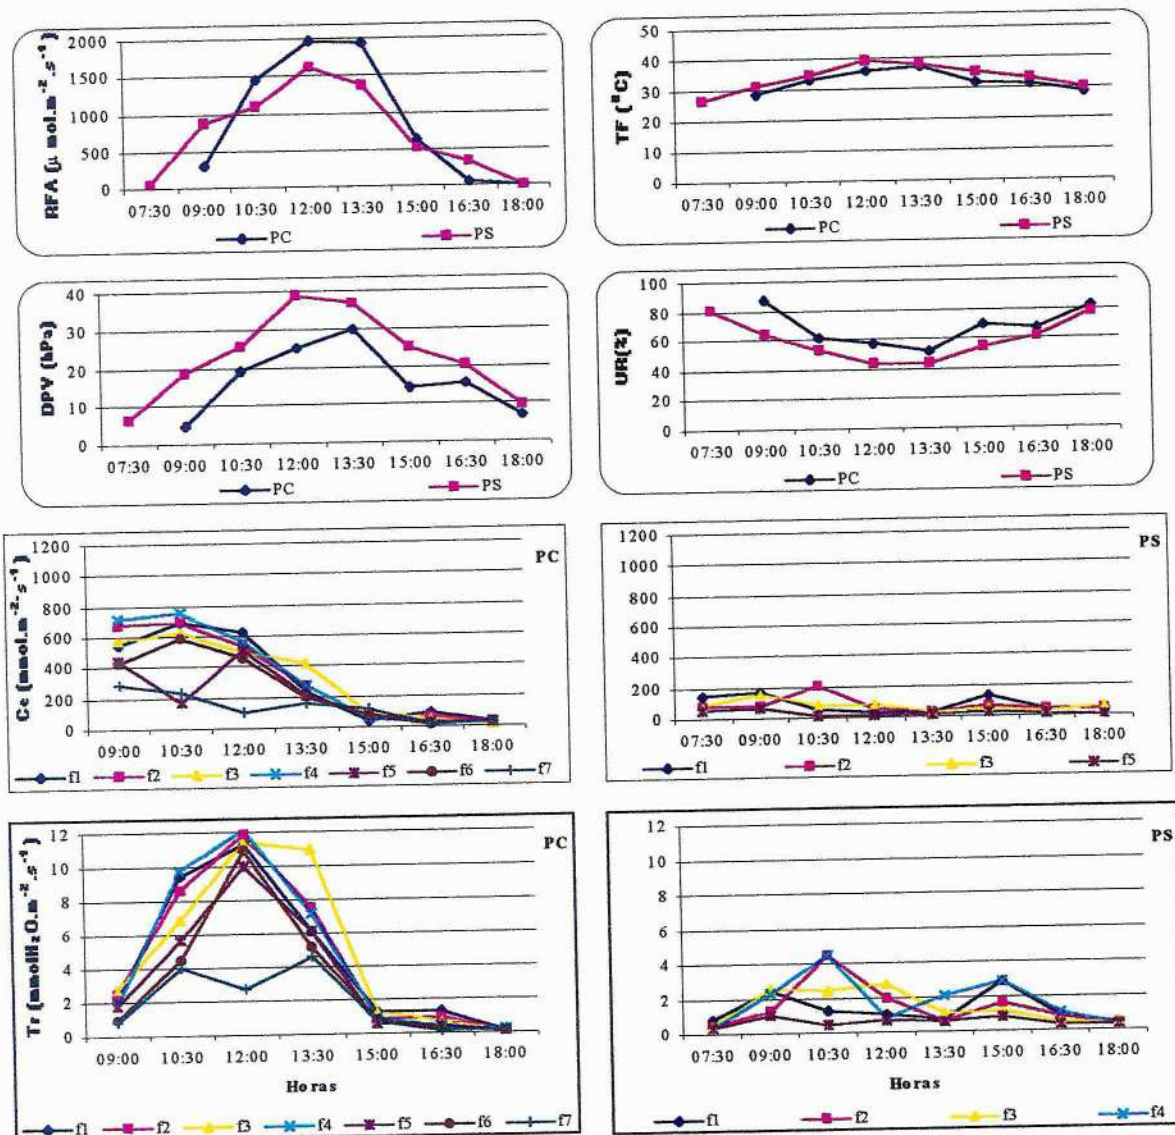 RFA (µ mol.m⁻².s⁻¹)
2000
1500
1000
500
0
07:30 09:00 10:30 12:00 13:30 15:00 16:30 18:00
PC PS
TF (ºC)
50
40
30
20
10
0
07:30 09:00 10:30 12:00 13:30 15:00 16:30 18:00
PC PS
DPV (hPa)
40
30
20
10
0
07:30 09:00 10:30 12:00 13:30 15:00 16:30 18:00
PC PS
UR(%)
100
80
60
40
20
0
07:30 09:00 10:30 12:00 13:30 15:00 16:30 18:00
PC PS
PC
Ce (mmol.m⁻².s⁻¹)
1200
1000
800
600
400
200
0
09:00 10:30 12:00 13:30 15:00 16:30 18:00
f1 f2 f3 f4 f5 f6 f7
PS
1200
1000
800
600
400
200
0
07:30 09:00 10:30 12:00 13:30 15:00 16:30 18:00
f1 f2 f3 f5
PC
Tr (mmolH₂O.m⁻².s⁻¹)
12
10
8
6
4
2
0
09:00 10:30 12:00 13:30 15:00 16:30 18:00
Horas
f1 f2 f3 f4 f5 f6 f7
PS
12
10
8
6
4
2
0
07:30 09:00 10:30 12:00 13:30 15:00 16:30 18:00
Horas
f1 f2 f3 f4